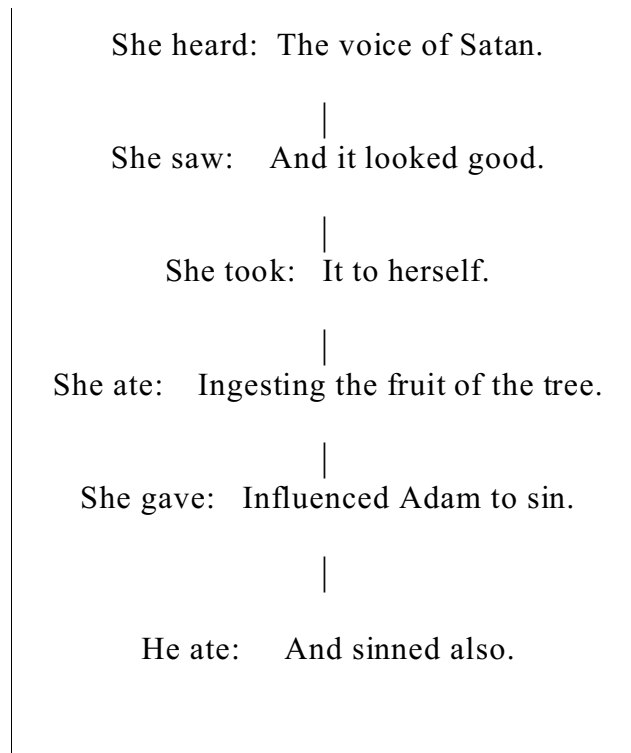 She heard: The voice of Satan.
She saw: And it looked good.
She took: It to herself.
She ate: Ingesting the fruit of the tree.
She gave: Influenced Adam to sin.
He ate: And sinned also.